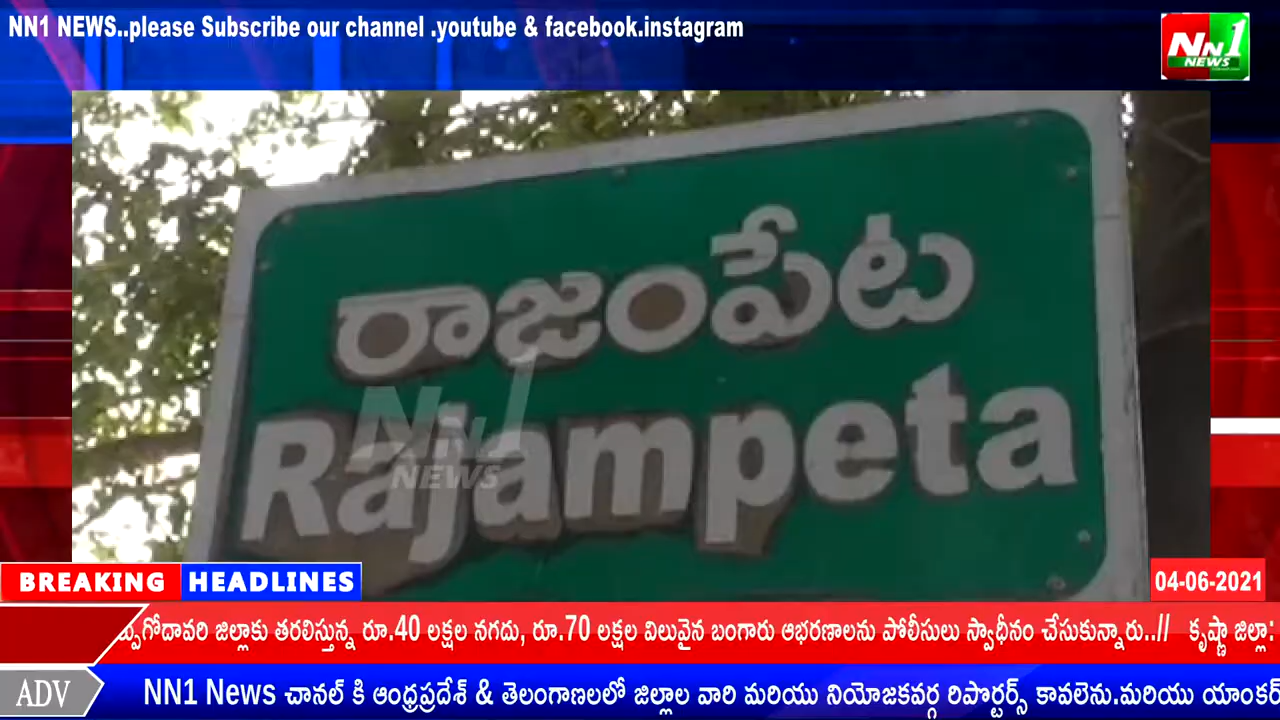 NN1 NEWS..please Subscribe our channel .youtube & facebook.instagram
NN1
NEWS
రాజంపేట
Rajampeta
NN1
NEWS
BREAKING HEADLINES
04-06-2021
జిల్లాకు తరలిస్తున్న రూ.40 లక్షల నగదు, రూ.70 లక్షల విలువైన బంగారు ఆభరణాలను పోలీసులు స్వాధీనం చేసుకున్నారు..// కృష్ణా జిల్లా:
ADV
NN1 News చానల్ కి ఆంధ్రప్రదేశ్ & తెలంగాణలలో జిల్లాల వారి మరియు నియోజకవర్గ రిపొర్టర్స్ కావలెను.మరియు యాంకర్